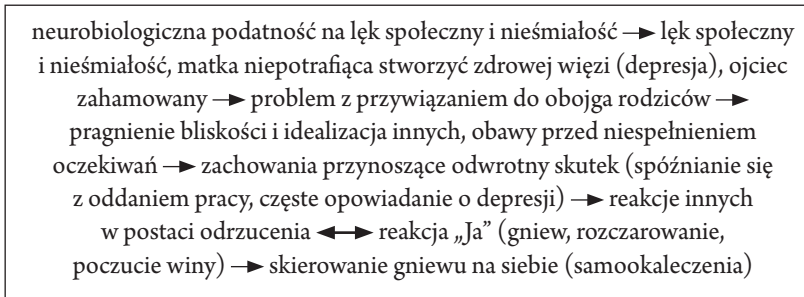 neurobiologiczna podatność na lęk społeczny i nieśmiałość → lęk społeczny
i nieśmiałość, matka niepotrafiąca stworzyć zdrowej więzi (depresja), ojciec
zahamowany → problem z przywiązaniem do obojga rodziców →
pragnienie bliskości i idealizacja innych, obawy przed niespełnieniem
oczekiwań → zachowania przynoszące odwrotny skutek (spóźnianie się
z oddaniem pracy, częste opowiadanie o depresji) → reakcje innych
w postaci odrzucenia ↔ reakcja „Ja” (gniew, rozczarowanie,
poczucie winy) → skierowanie gniewu na siebie (samookaleczenia)